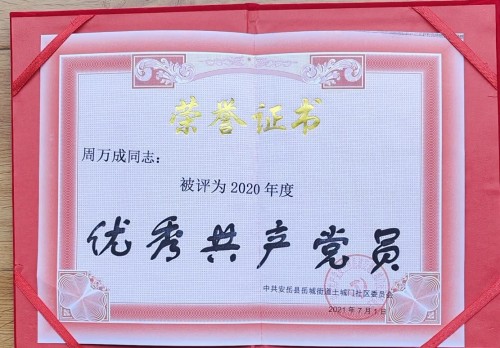 荣誉证书
周万成同志：
被评为2020年度
优秀共产党员
中共安岳县岳城街道土城门社区委员会
2021年7月1日